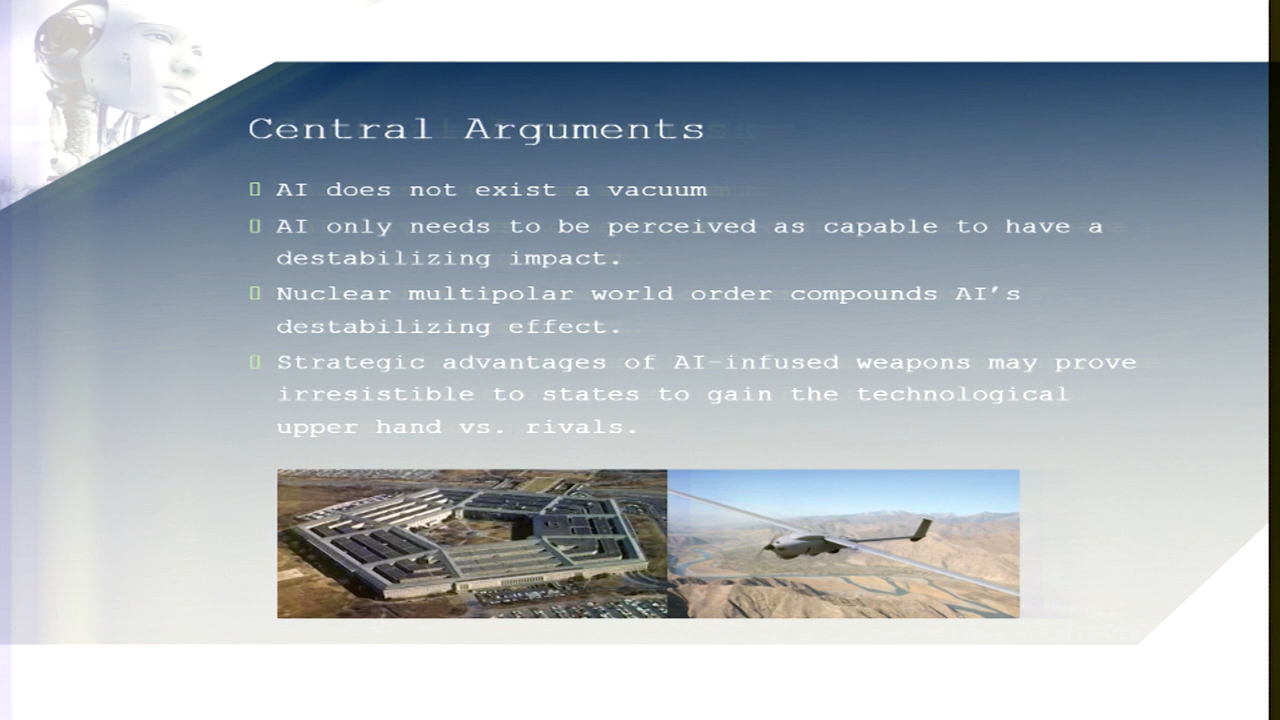 Central Arguments
AI does not exist a vacuum
AI only needs to be perceived as capable to have a
destabilizing impact.
Nuclear multipolar world order compounds AI’s
destabilizing effect.
Strategic advantages of AI-infused weapons may prove
irresistible to states to gain the technological
upper hand vs. rivals.